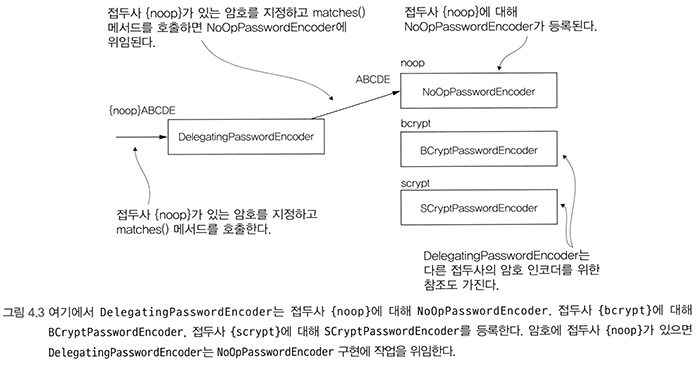 접두사 {noop}가 있는 암호를 지정하고 matches()
메서드를 호출하면 NoOpPasswordEncoder에
위임된다.
접두사 {noop}에 대해
NoOpPasswordEncoder가 등록된다.
noop
ABCDE
NoOpPasswordEncoder
{noop}ABCDE
DelegatingPasswordEncoder
bcrypt
BCryptPasswordEncoder
scrypt
SCryptPasswordEncoder
접두사 {noop}가 있는 암호를 지정하고
matches() 메서드를 호출한다.
DelegatingPasswordEncoder는
다른 접두사의 암호 인코더를 위한
참조도 가진다.
그림 4.3 여기에서 DelegatingPasswordEncoder는 접두사 {noop}에 대해 NoOpPasswordEncoder, 접두사 {bcrypt}에 대해
BCryptPasswordEncoder, 접두사 {scrypt}에 대해 SCryptPasswordEncoder를 등록한다. 암호에 접두사 {noop}가 있으면
DelegatingPasswordEncoder는 NoOpPasswordEncoder 구현에 작업을 위임한다.